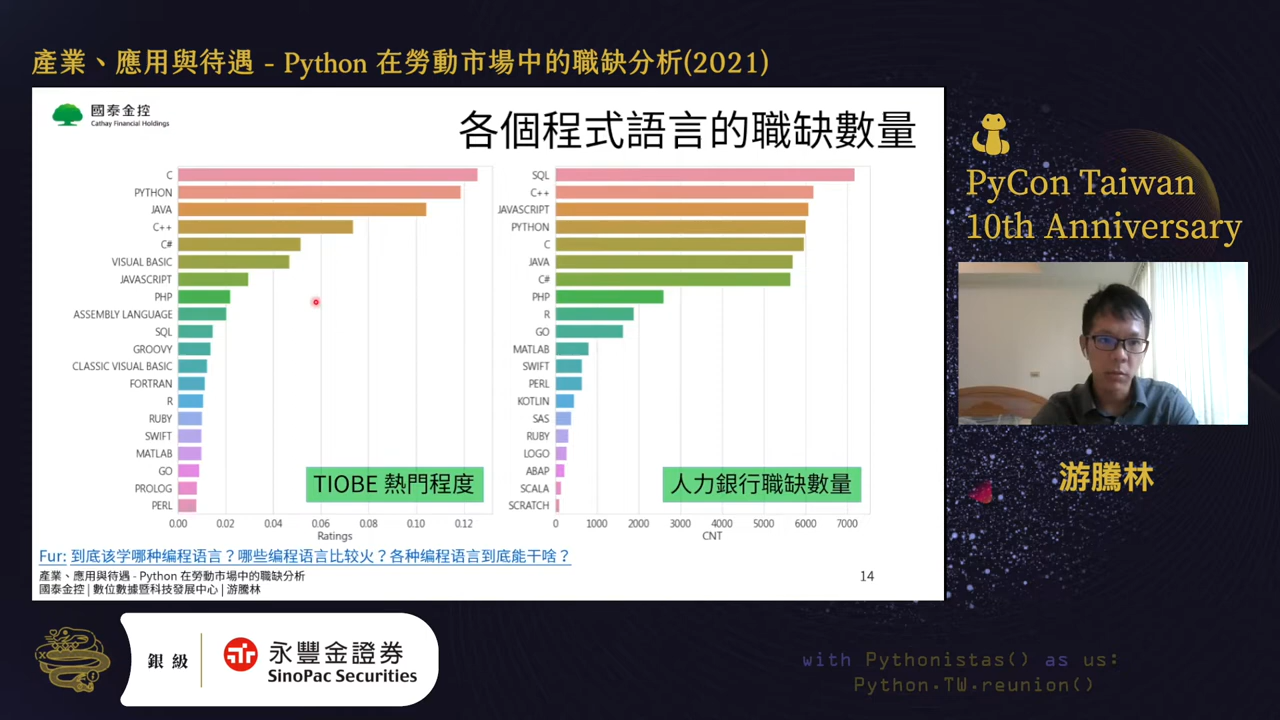 產業、應用與待遇 - Python 在勞動市場中的職缺分析(2021)
國泰金控
Cathay Financial Holdings
各個程式語言的職缺數量
C
PYTHON
JAVA
C++
C#
VISUAL BASIC
JAVASCRIPT
PHP
ASSEMBLY LANGUAGE
SQL
GROOVY
CLASSIC VISUAL BASIC
FORTRAN
R
RUBY
SWIFT
MATLAB
GO
PROLOG
PERL
0.00 0.02 0.04 0.06 0.08 0.10 0.12
Ratings
TIOBE 熱門程度
SQL
C++
JAVASCRIPT
PYTHON
C
JAVA
C#
PHP
R
GO
MATLAB
SWIFT
PERL
KOTLIN
SAS
RUBY
LOGO
ABAP
SCALA
SCRATCH
0 1000 2000 3000 4000 5000 6000 7000
CNT
人力銀行職缺數量
Fur: 到底该学哪种编程语言？哪些编程语言比较火？各种编程语言到底能干啥？
產業、應用與待遇 - Python 在勞動市場中的職缺分析
國泰金控 | 數位數據暨科技發展中心 | 游騰林
14
PyCon Taiwan
10th Anniversary
游騰林
銀級
永豐金證券
SinoPac Securities
with Pythonistas() as us:
Python.TW.reunion()